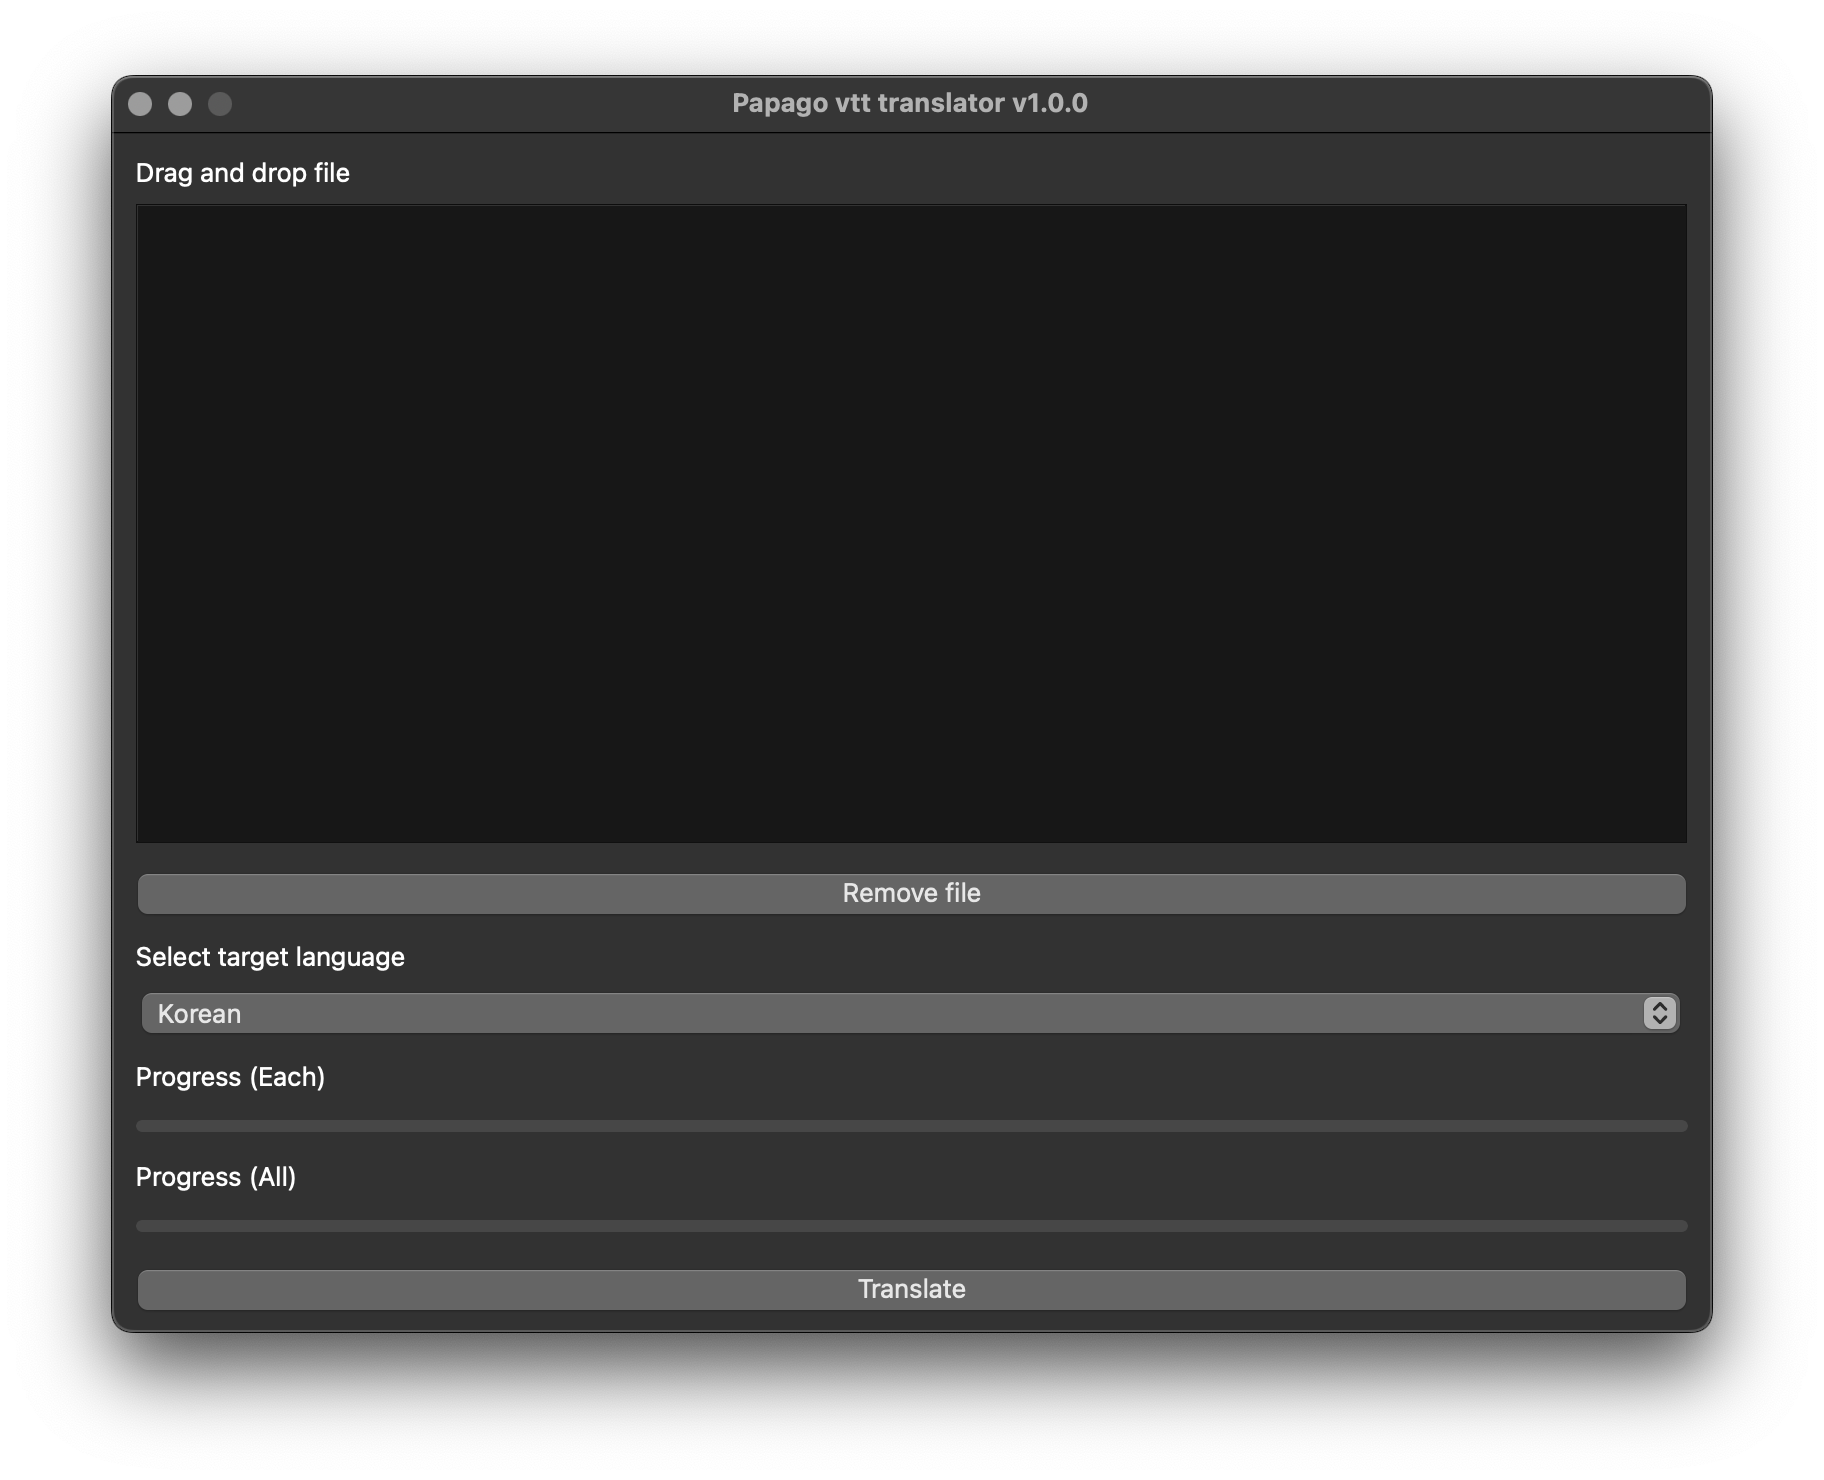 Papago vtt translator v1.0.0
Drag and drop file
Remove file
Select target language
Korean
Progress (Each)
Progress (All)
Translate